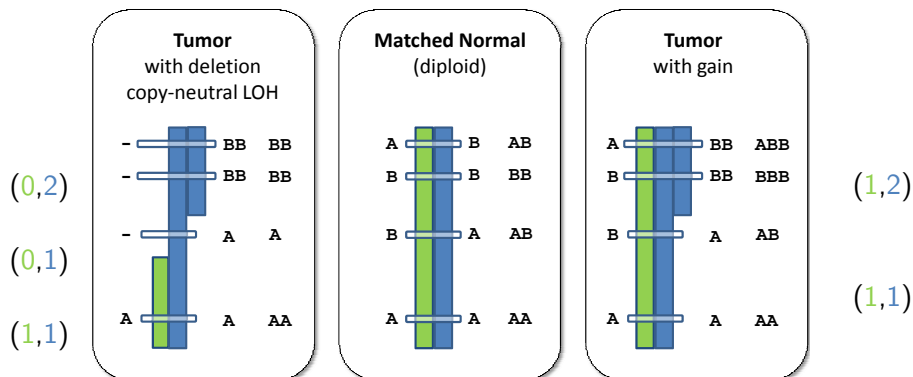 Tumor
with deletion
copy-neutral LOH
Matched Normal
(diploid)
Tumor
with gain
(0,2)
(0,1)
(1,1)
- BB BB
- BB BB
- A A
A A AA
A B AB
B B BB
B A AB
A A AA
A BB ABB
B BB BBB
B A AB
A A AA
(1,2)
(1,1)